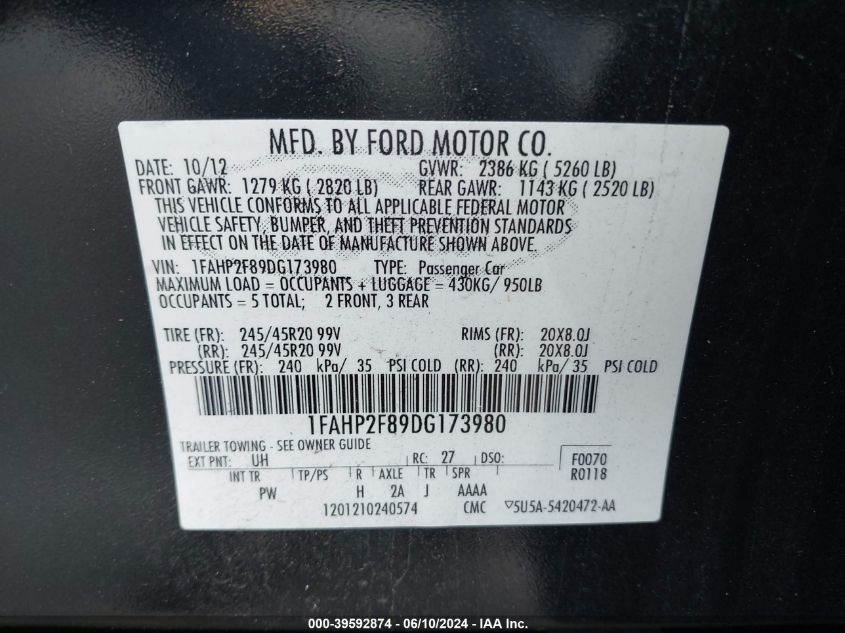 MFD. BY FORD MOTOR CO.
DATE: 10/12 GVWR: 2386 KG ( 5260 LB)
FRONT GAWR: 1279 KG ( 2820 LB) REAR GAWR: 1143 KG ( 2520 LB)
THIS VEHICLE CONFORMS TO ALL APPLICABLE FEDERAL MOTOR
VEHICLE SAFETY, BUMPER, AND THEFT PREVENTION STANDARDS
IN EFFECT ON THE DATE OF MANUFACTURE SHOWN ABOVE.
VIN: 1FAHP2F89DG173980 TYPE: Passenger Car
MAXIMUM LOAD = OCCUPANTS + LUGGAGE = 430KG/ 950LB
OCCUPANTS = 5 TOTAL; 2 FRONT, 3 REAR
TIRE (FR): 245/45R20 99V RIMS (FR): 20X8.0J
(RR): 245/45R20 99V (RR): 20X8.0J
PRESSURE (FR): 240 kPa/ 35 PSI COLD (RR): 240 kPa/ 35 PSI COLD
1FAHP2F89DG173980
TRAILER TOWING - SEE OWNER GUIDE
EXT PNT: UH RC: 27 DSO: F0070
INT TR TP/PS R AXLE TR SPR R0118
PW H 2A J AAAA
1201210240574 CMC ▽5U5A-5420472-AA
000-39592874 - 06/10/2024 - IAA Inc.